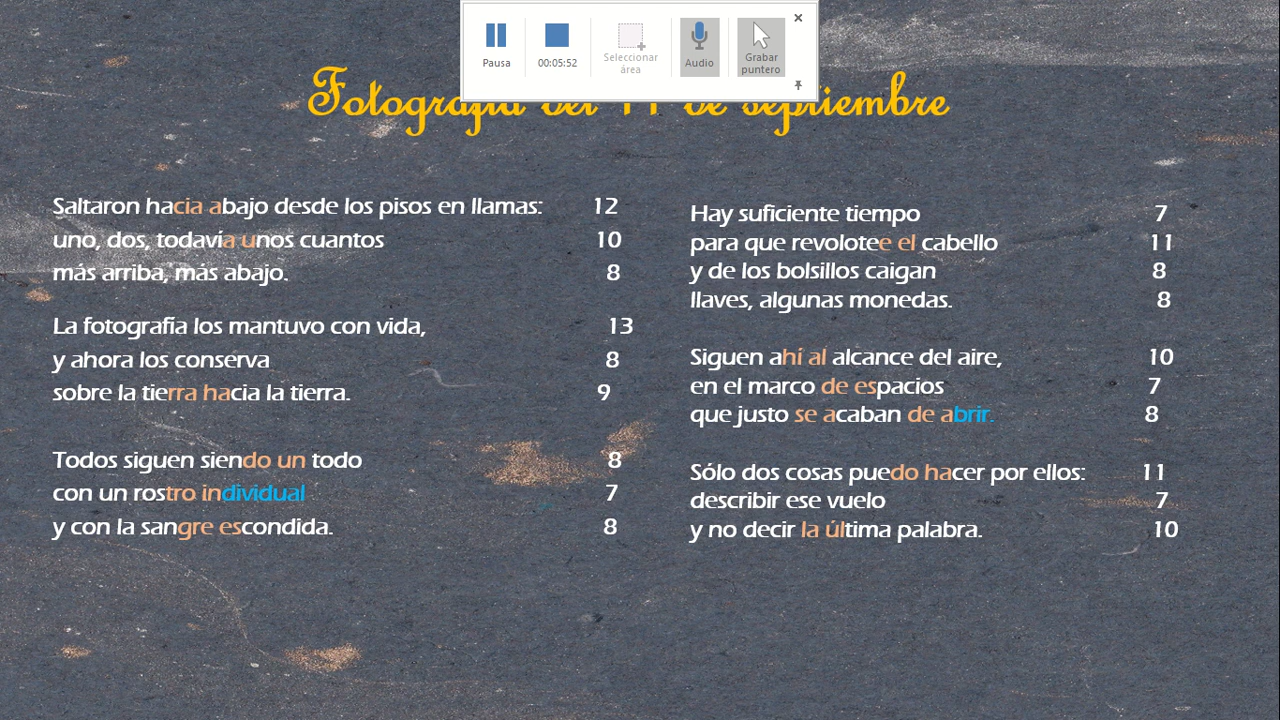 Pausa
00:05:52
Seleccionar
área
Audio
Grabar
puntero
Fotografía del 11 de septiembre
Saltaron hacia abajo desde los pisos en llamas: 12
uno, dos, todavía unos cuantos 10
más arriba, más abajo. 8
La fotografía los mantuvo con vida, 13
y ahora los conserva 8
sobre la tierra hacia la tierra. 9
Todos siguen siendo un todo 8
con un rostro individual 7
y con la sangre escondida. 8
Hay suficiente tiempo 7
para que revolotee el cabello 11
y de los bolsillos caigan 8
llaves, algunas monedas. 8
Siguen ahí al alcance del aire, 10
en el marco de espacios 7
que justo se acaban de abrir. 8
Sólo dos cosas puedo hacer por ellos: 11
describir ese vuelo 7
y no decir la última palabra. 10